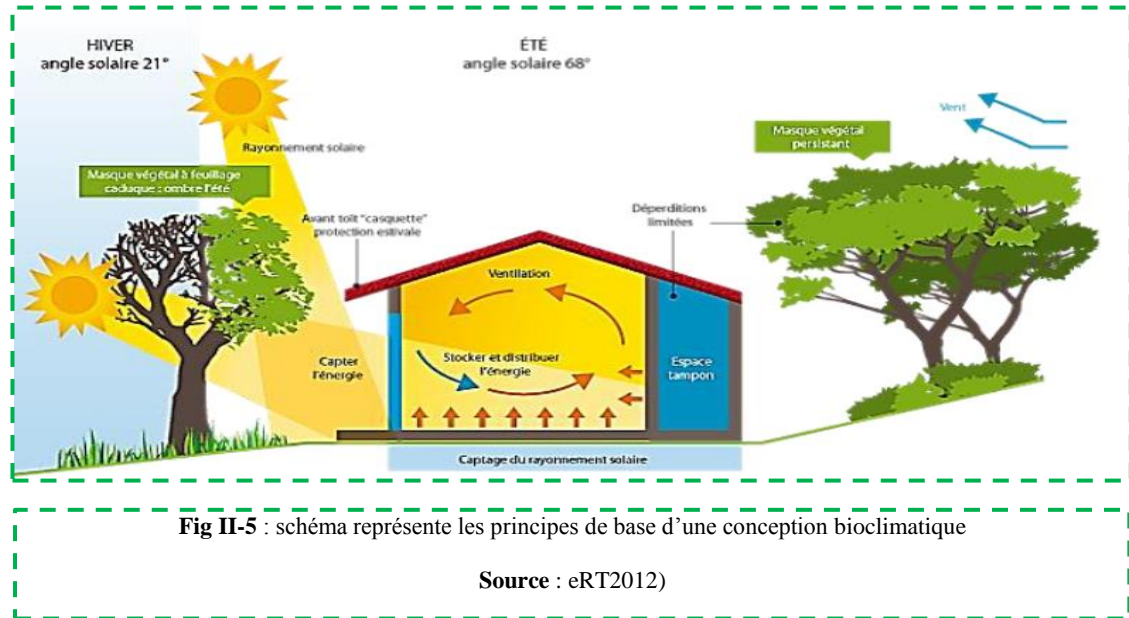 HIVER
angle solaire 21°
ÉTÉ
angle solaire 68°
Rayonnement solaire
Masque végétal à feuillage
caduque : ombre l'été
Avant toît "casquette"
protection estivale
Déperditions
limitées
Masque végétal
persistant
Vent
Ventilation
Capter
l'énergie
Stocker et distribuer
l'énergie
Espace
tampon
Captage du rayonnement solaire
Fig II-5 : schéma représente les principes de base d'une conception bioclimatique
Source : eRT2012)